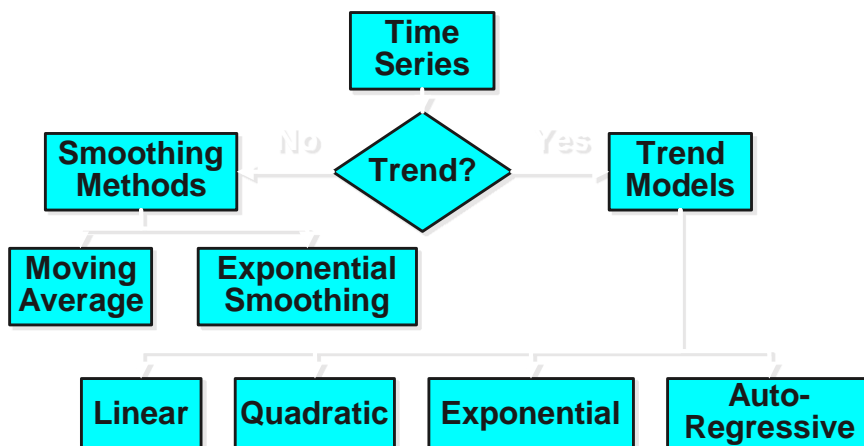 Time
Series
No
Yes
Smoothing
Methods
Trend?
Trend
Models
Moving
Average
Exponential
Smoothing
Linear
Quadratic
Exponential
Auto-
Regressive